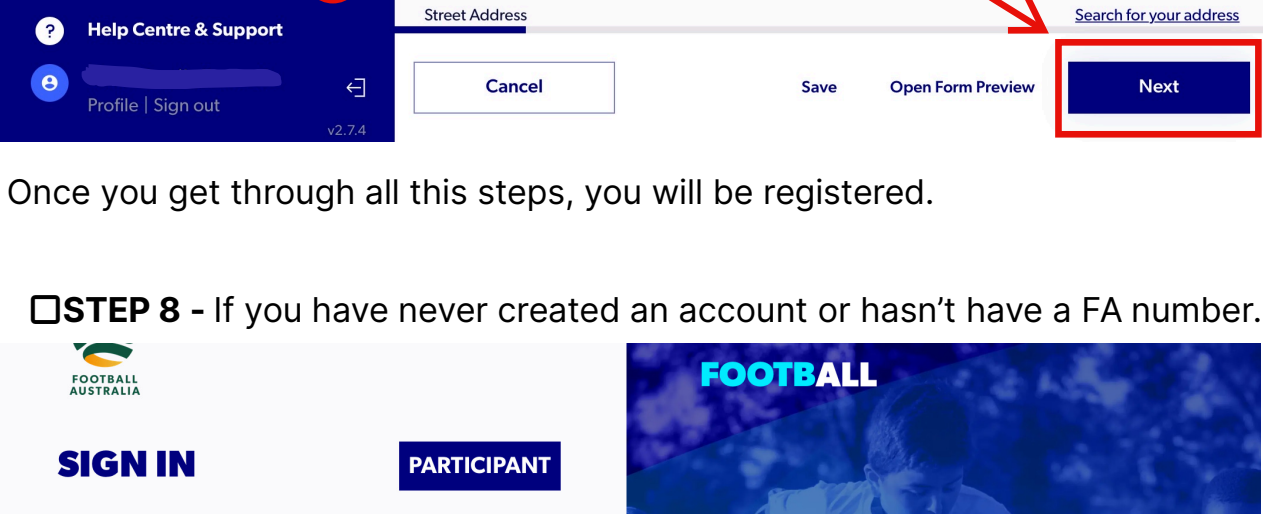 Street Address
Search for your address
? Help Centre & Support
Cancel
Save
Open Form Preview
Next
Profile | Sign out
v2.7.4
Once you get through all this steps, you will be registered.
STEP 8 - If you have never created an account or hasn’t have a FA number.
FOOTBALL
AUSTRALIA
FOOTBALL
SIGN IN
PARTICIPANT